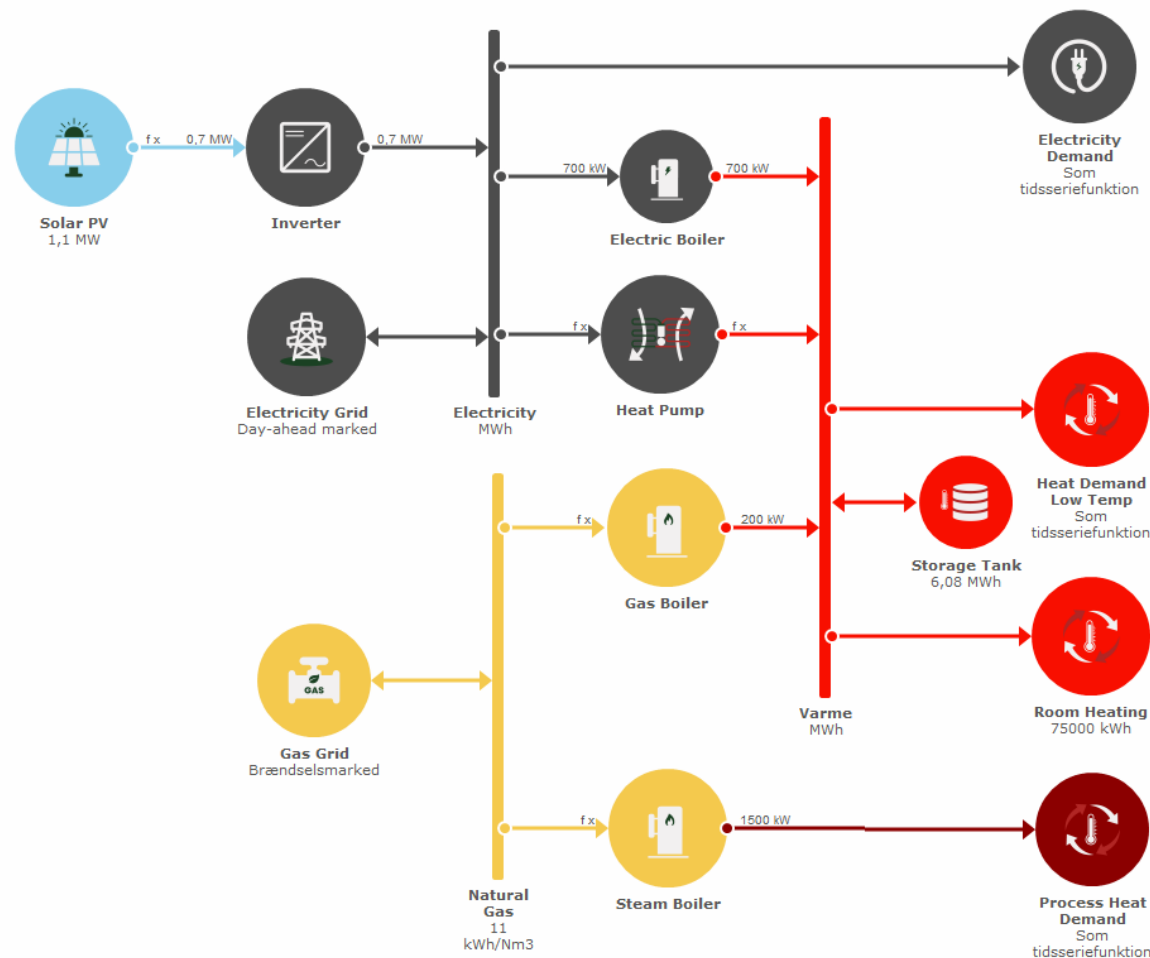 Electricity
Demand
Som
tidsseriefunktion
f x
0,7 MW
0,7 MW
Solar PV
1,1 MW
Inverter
700 kW
700 kW
Electric Boiler
f x
f x
Electricity Grid
Day-ahead marked
Electricity
MWh
Heat Pump
Heat Demand
Low Temp
Som
tidsseriefunktion
f x
200 kW
Gas Boiler
Storage Tank
6,08 MWh
GAS
Gas Grid
Brændselsmarked
Varme
MWh
Room Heating
75000 kWh
f x
1500 kW
Natural
Gas
11
kWh/Nm3
Steam Boiler
Process Heat
Demand
Som
tidsseriefunktion